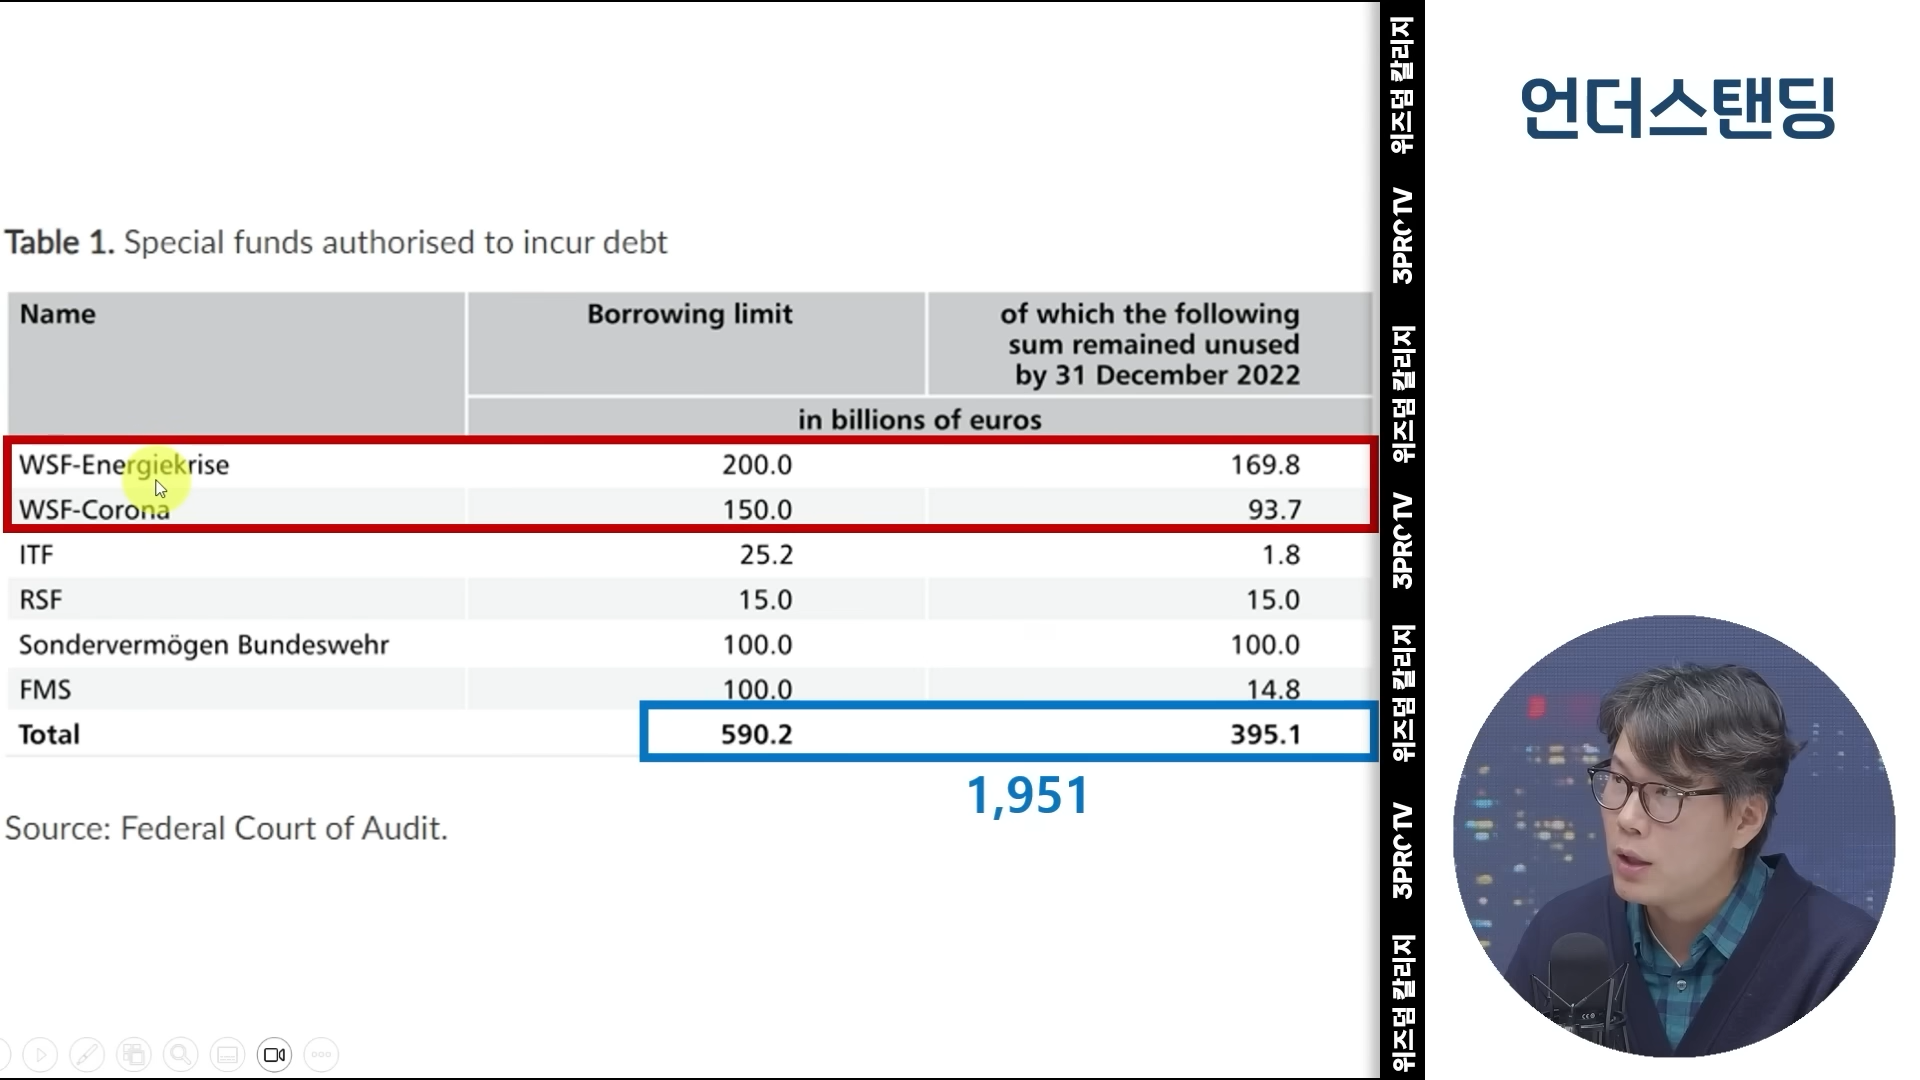 언더스탠딩
Table 1. Special funds authorised to incur debt
Name
Borrowing limit
of which the following
sum remained unused
by 31 December 2022
in billions of euros
WSF-Energiekrise 200.0 169.8
WSF-Corona 150.0 93.7
ITF 25.2 1.8
RSF 15.0 15.0
Sondervermögen Bundeswehr 100.0 100.0
FMS 100.0 14.8
Total 590.2 395.1
1,951
Source: Federal Court of Audit.
위즈덤 칼리지
3PROTV
위즈덤 칼리지
3PROTV
위즈덤 칼리지
3PROTV
위즈덤 칼리지